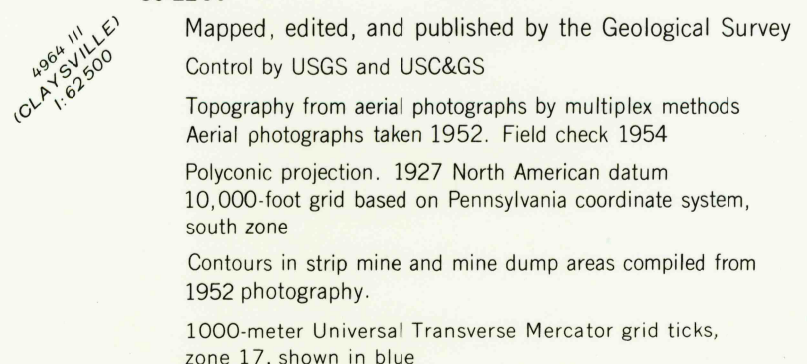 4964 III
(CLAYSVILLE)
1:62500
Mapped, edited, and published by the Geological Survey
Control by USGS and USC&GS
Topography from aerial photographs by multiplex methods
Aerial photographs taken 1952. Field check 1954
Polyconic projection. 1927 North American datum
10,000-foot grid based on Pennsylvania coordinate system,
south zone
Contours in strip mine and mine dump areas compiled from
1952 photography.
1000-meter Universal Transverse Mercator grid ticks,
zone 17, shown in blue